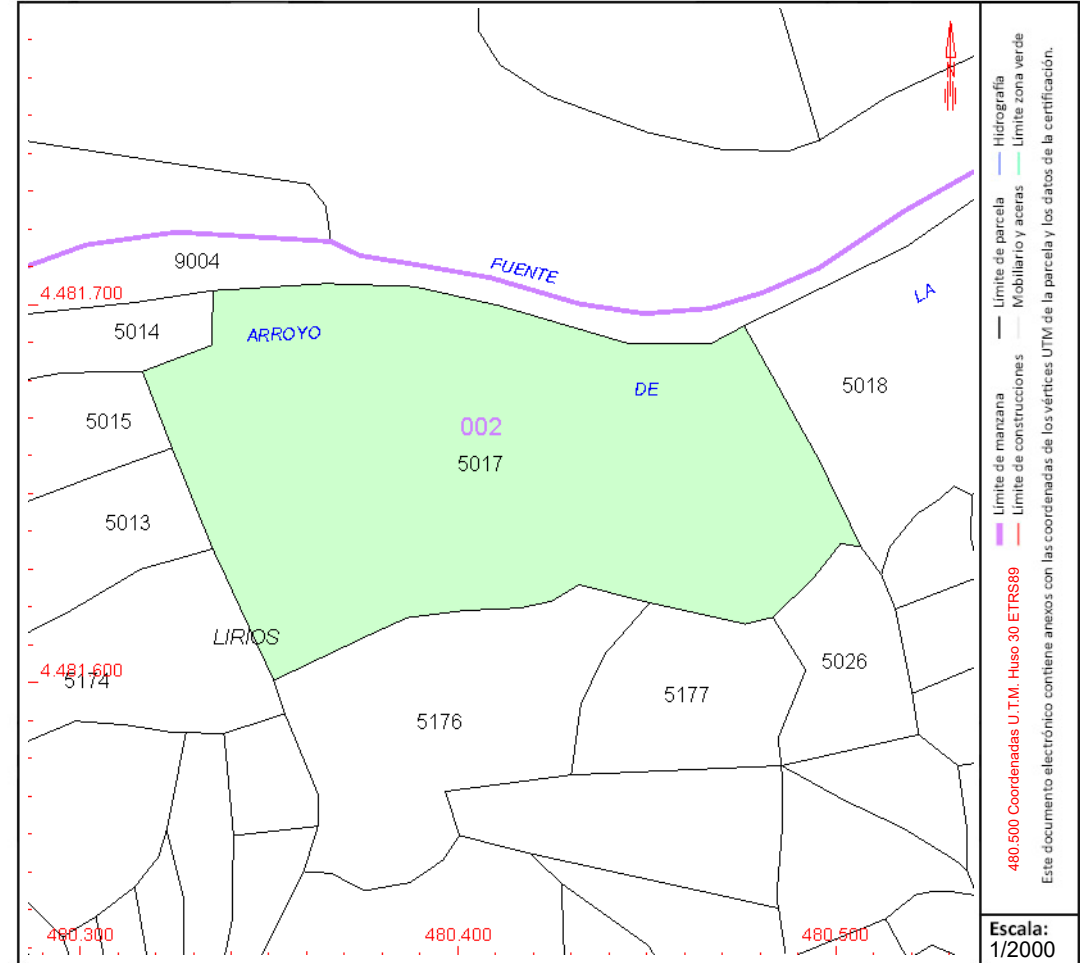 9004
FUENTE
LA
4.481.700
5014
ARROYO
DE
5018
5015
002
5017
5013
LIRIOS
4.481.600
5174
5026
5177
5176
480.300
480.400
480.500
N
Hidrografía
Límite zona verde
Límite de parcela
Mobiliario y aceras
Límite de manzana
Límite de construcciones
480.500 Coordenadas U.T.M. Huso 30 ETRS89
Este documento electrónico contiene anexos con las coordenadas de los vértices UTM de la parcela y los datos de la certificación.
Escala:
1/2000